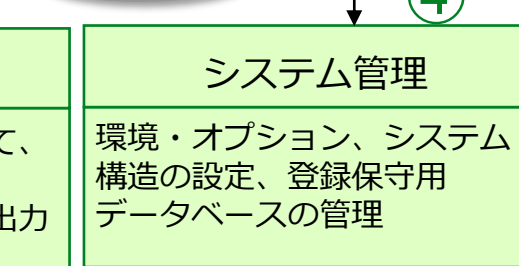 4
システム管理
て、
出力
環境・オプション、システム
構造の設定、登録保守用
データベースの管理